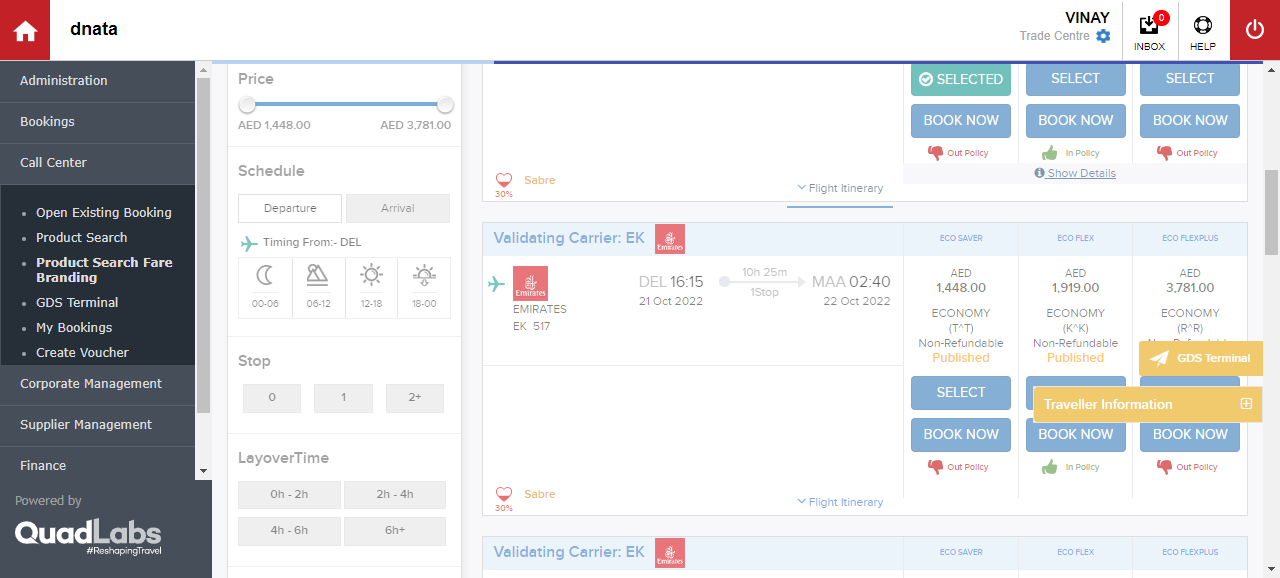 dnata
VINAY
Trade Centre
0
INBOX
HELP
Administration
Bookings
Call Center
Open Existing Booking
Product Search
Product Search Fare
Branding
GDS Terminal
My Bookings
Create Voucher
Corporate Management
Supplier Management
Finance
Powered by
QuadLabs
#ReshapingTravel
Price
AED 1,448.00 AED 3,781.00
Schedule
Departure Arrival
Timing From:- DEL
00-06 06-12 12-18 18-00
Stop
0 1 2+
LayoverTime
0h - 2h 2h - 4h
4h - 6h 6h+
SELECTED SELECT SELECT
BOOK NOW BOOK NOW BOOK NOW
Out Policy In Policy Out Policy
Show Details
30% Sabre
Flight Itinerary
Validating Carrier: EK Emirates ECO SAVER ECO FLEX ECO FLEXPLUS
Emirates
EMIRATES
EK 517
DEL 16:15
21 Oct 2022
10h 25m
1Stop
MAA 02:40
22 Oct 2022
AED
1,448.00
ECONOMY
(T^T)
Non-Refundable
Published
SELECT
BOOK NOW
Out Policy
AED
1,919.00
ECONOMY
(K^K)
Non-Refundable
Published
BOOK NOW
In Policy
AED
3,781.00
ECONOMY
(R^R)
BOOK NOW
Out Policy
GDS Terminal
Traveller Information
30% Sabre
Flight Itinerary
Validating Carrier: EK Emirates ECO SAVER ECO FLEX ECO FLEXPLUS